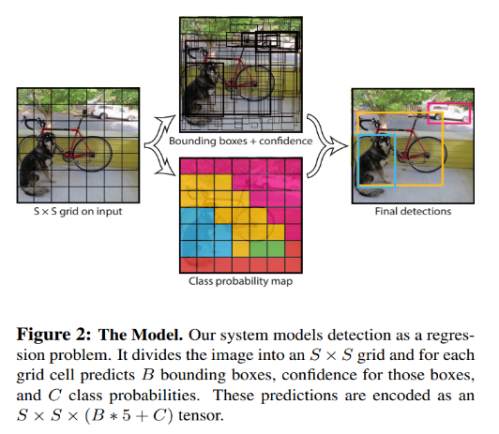 Bounding boxes + confidence
S × S grid on input
Final detections
Class probability map
Figure 2: The Model. Our system models detection as a regres-
sion problem. It divides the image into an S × S grid and for each
grid cell predicts B bounding boxes, confidence for those boxes,
and C class probabilities. These predictions are encoded as an
S × S × (B ∗ 5 + C) tensor.